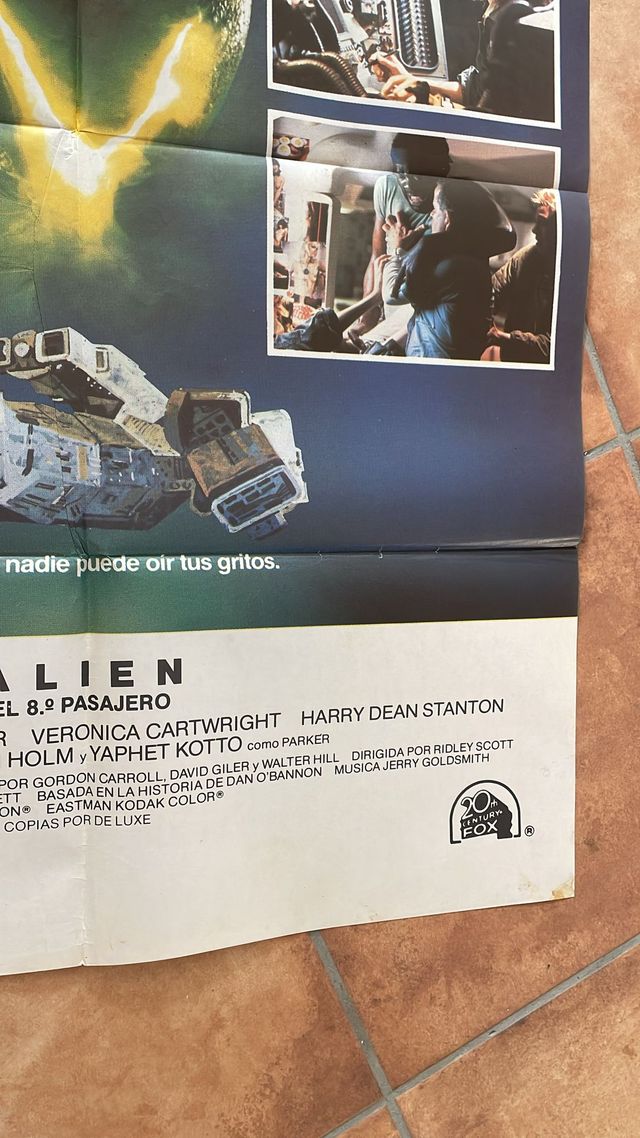 nadie puede oír tus gritos.
ALIEN
EL 8.º PASAJERO
R VERONICA CARTWRIGHT HARRY DEAN STANTON
HOLM y YAPHET KOTTO como PARKER
POR GORDON CARROLL, DAVID GILER y WALTER HILL DIRIGIDA POR RIDLEY SCOTT
ETT BASADA EN LA HISTORIA DE DAN O'BANNON MUSICA JERRY GOLDSMITH
ON® EASTMAN KODAK COLOR®
COPIAS POR DE LUXE
20th
CENTURY-
FOX ®